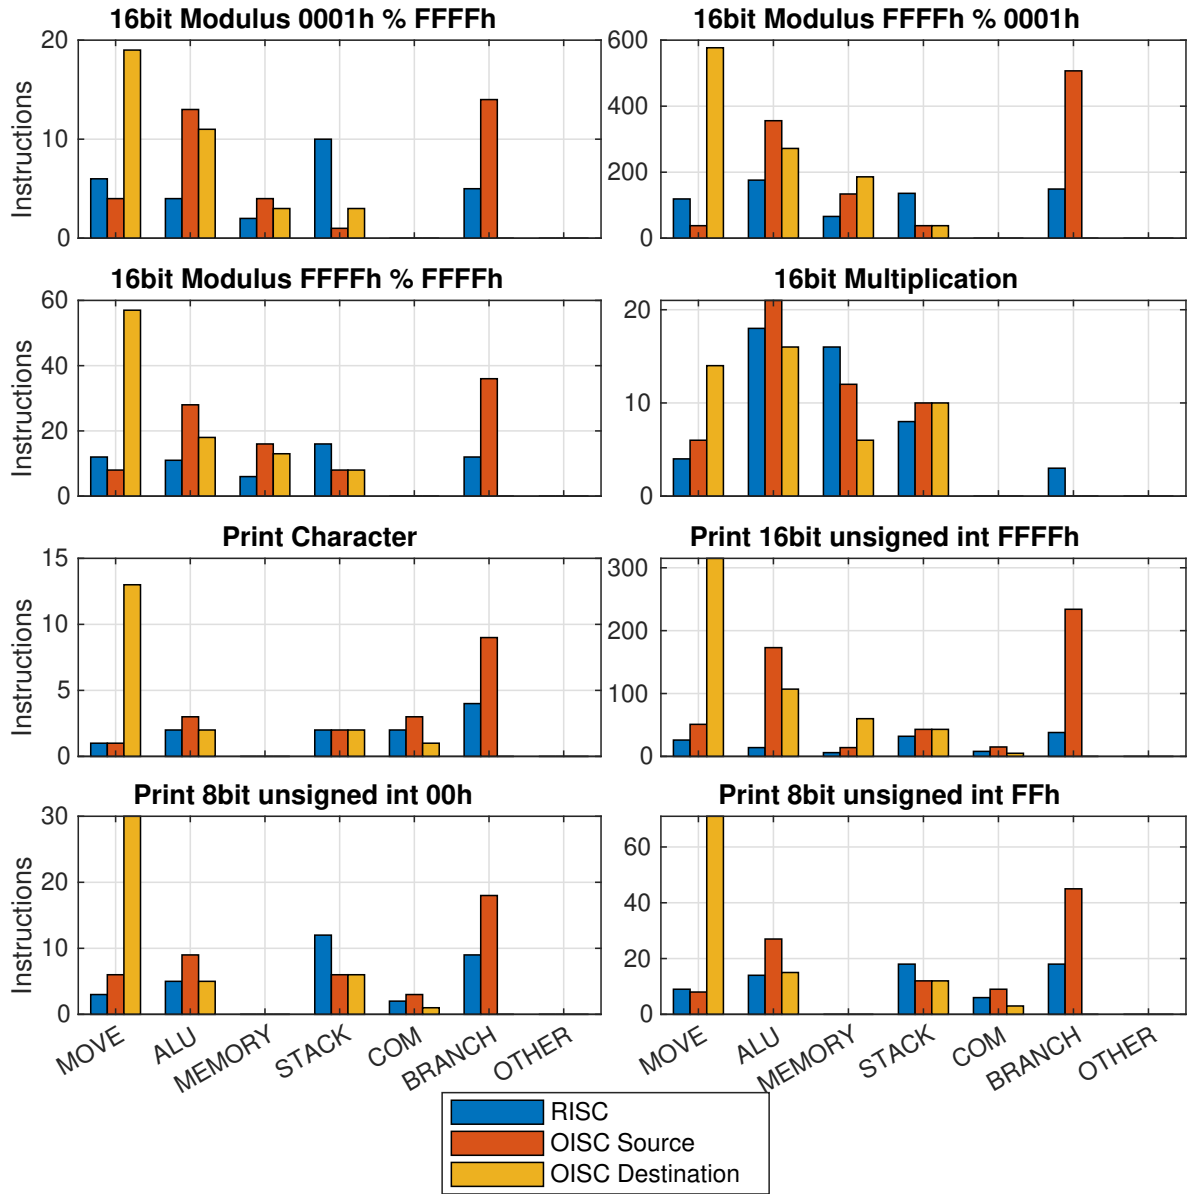 16bit Modulus 0001h % FFFFh
16bit Modulus FFFFh % 0001h
Instructions
20
10
0
600
400
200
0
16bit Modulus FFFFh % FFFFh
16bit Multiplication
Instructions
60
40
20
0
20
10
0
Print Character
Print 16bit unsigned int FFFFh
Instructions
15
10
5
0
300
200
100
0
Print 8bit unsigned int 00h
Print 8bit unsigned int FFh
Instructions
30
20
10
0
60
40
20
0
MOVE
ALU
MEMORY
STACK
COM
BRANCH
OTHER
MOVE
ALU
MEMORY
STACK
COM
BRANCH
OTHER
RISC
OISC Source
OISC Destination